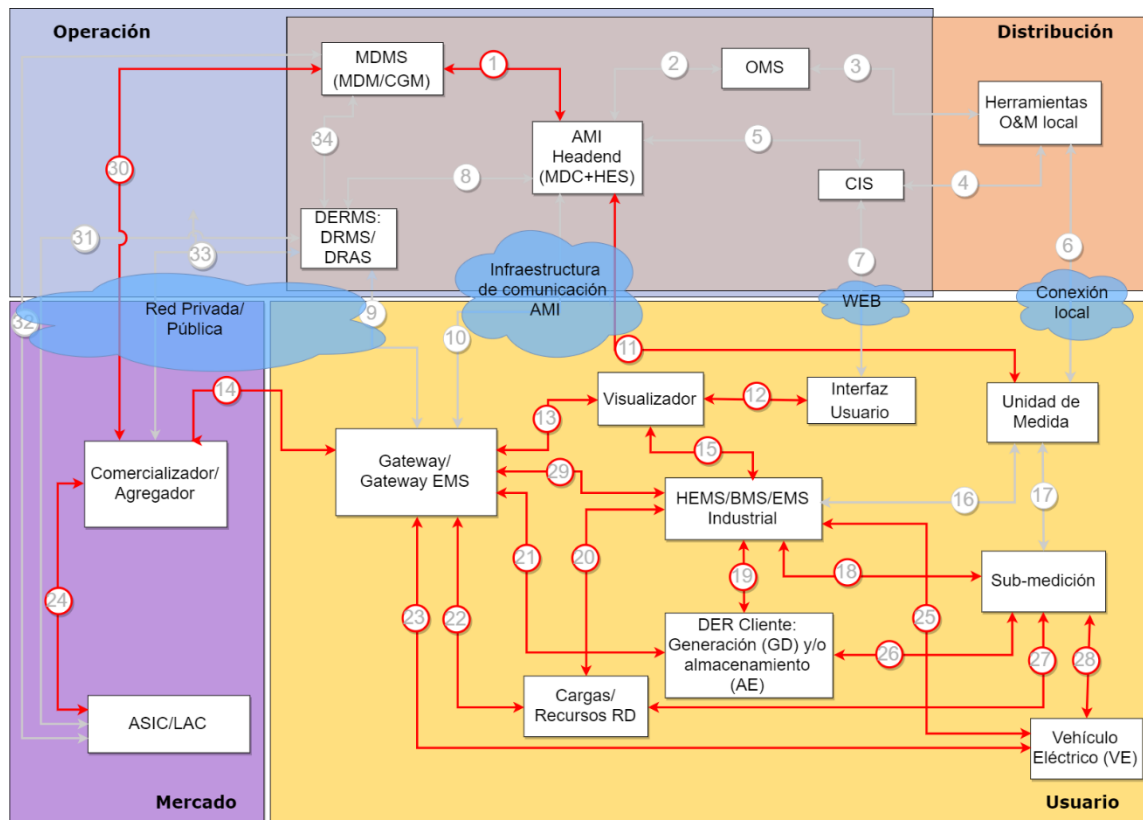 Operación
Distribución
MDMS
(MDM/CGM)
1
2
OMS
3
Herramientas
O&M local
AMI
Headend
(MDC+HES)
34
5
30
8
CIS
4
DERMS:
DRMS/
DRAS
31
33
6
7
Infraestructura
de comunicación
AMI
Red Privada/
Pública
WEB
Conexión
local
32
9
10
11
14
Visualizador
12
Interfaz
Usuario
Unidad de
Medida
13
15
Comercializador/
Agregador
Gateway/
Gateway EMS
29
HEMS/BMS/EMS
Industrial
16
17
21
20
19
18
Sub-medición
24
23
22
25
DER Cliente:
Generación (GD) y/o
almacenamiento
(AE)
26
27
28
Cargas/
Recursos RD
ASIC/LAC
Vehículo
Eléctrico (VE)
Mercado
Usuario